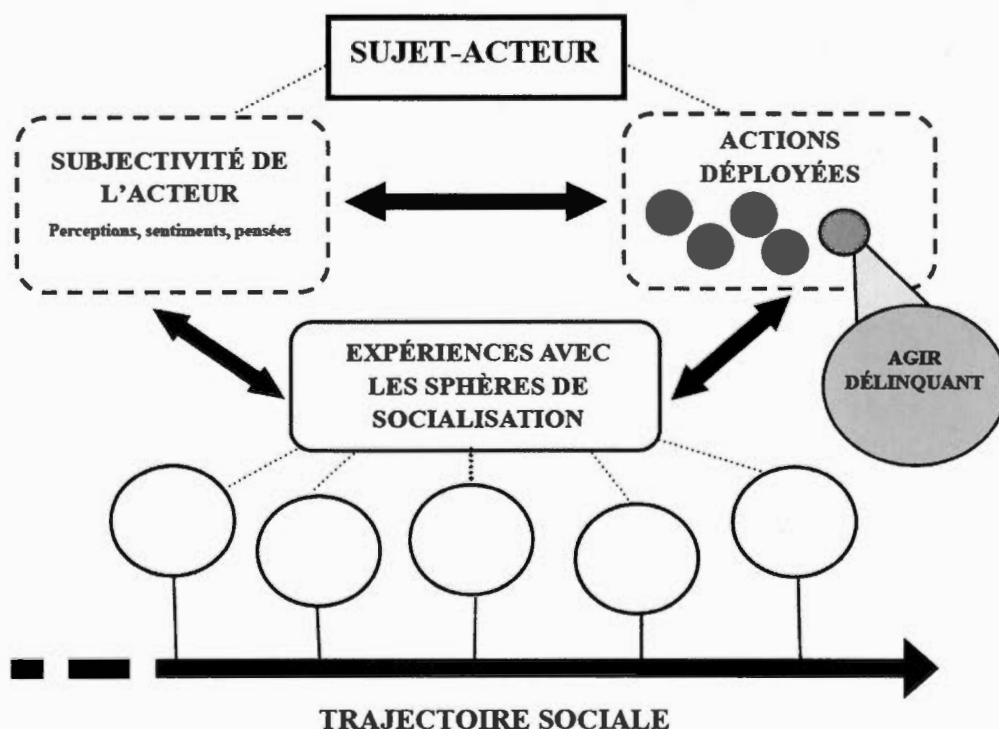 SUJET-ACTEUR
SUBJECTIVITÉ DE
L'ACTEUR
Perceptions, sentiments, pensées
ACTIONS
DÉPLOYÉES
AGIR
DÉLINQUANT
EXPÉRIENCES AVEC
LES SPHÈRES DE
SOCIALISATION
TRAJECTOIRE SOCIALE